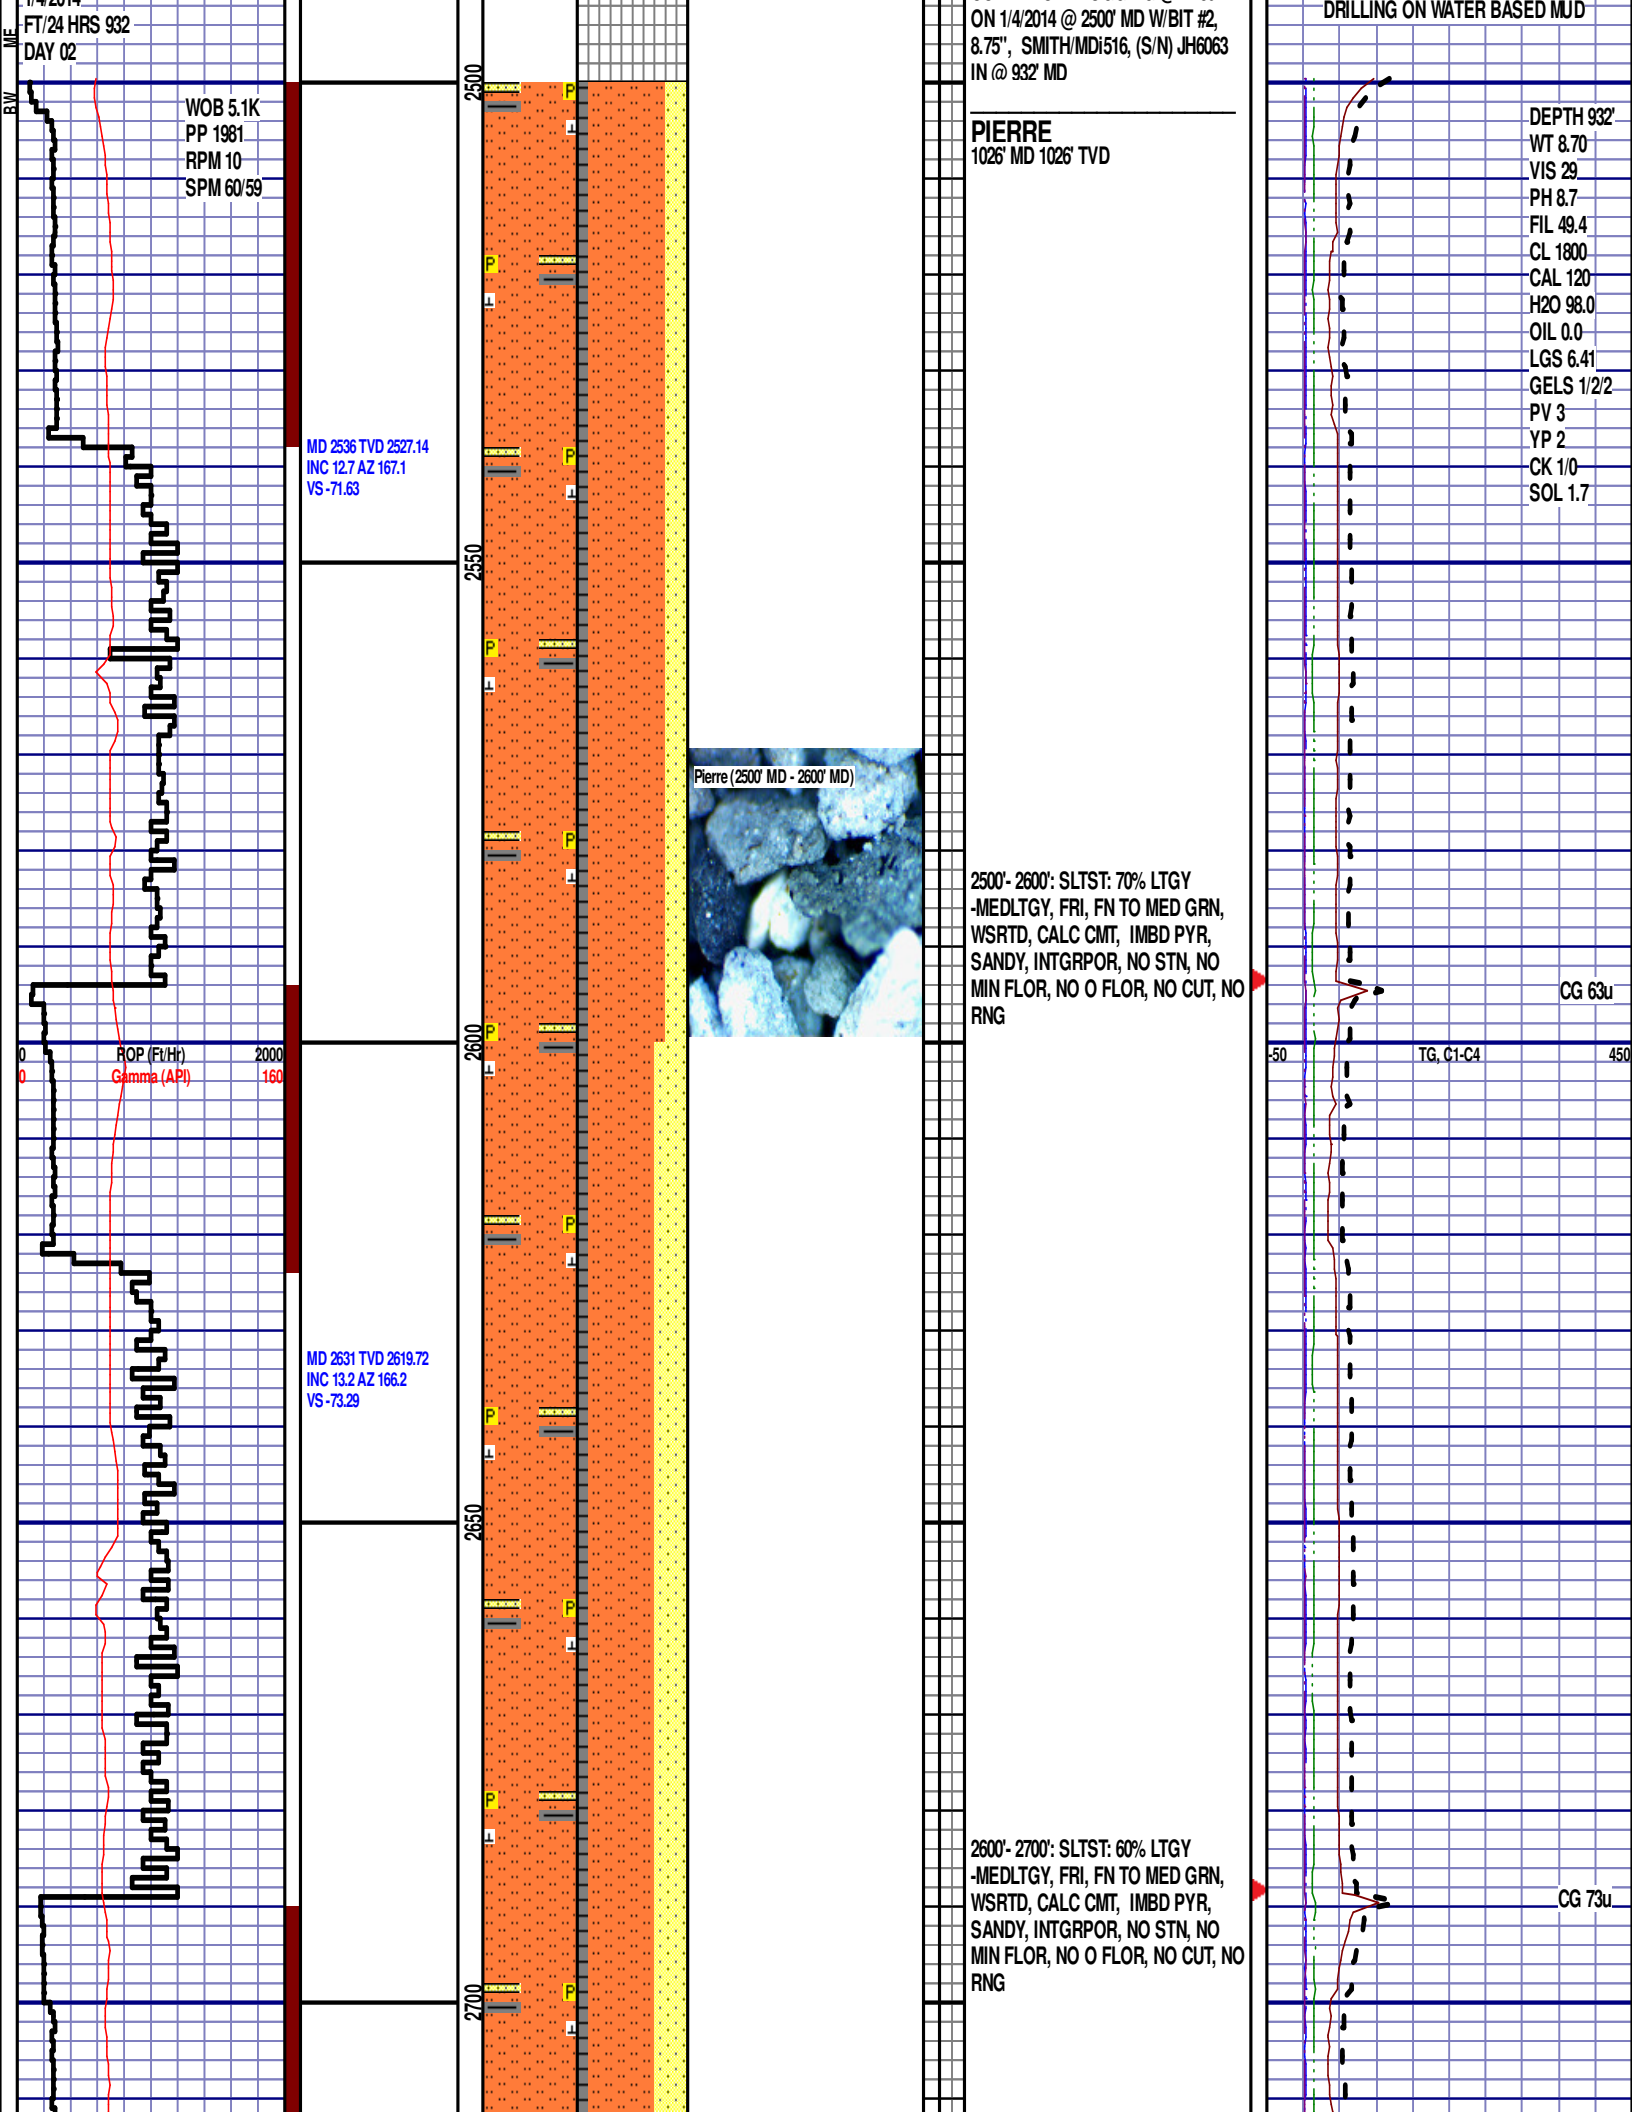 FT/24 HRS 932
DAY 02
ME
BW
WOB 5.1K
PP 1981
RPM 10
SPM 60/59
MD 2536 TVD 2527.14
INC 12.7 AZ 167.1
VS -71.63
0 ROP (Ft/Hr) 2000
0 Gamma (API) 160
MD 2631 TVD 2619.72
INC 13.2 AZ 166.2
VS -73.29
2500
2550
2600
2650
2700
P
P
P
P
P
P
P
P
P
P
P
Pierre (2500' MD - 2600' MD)
ON 1/4/2014 @ 2500' MD W/BIT #2,
8.75", SMITH/MDi516, (S/N) JH6063
IN @ 932' MD
PIERRE
1026' MD 1026' TVD
2500'- 2600': SLTST: 70% LTGY
-MEDLTGY, FRI, FN TO MED GRN,
WSRTD, CALC CMT, IMBD PYR,
SANDY, INTGRPOR, NO STN, NO
MIN FLOR, NO O FLOR, NO CUT, NO
RNG
2600'- 2700': SLTST: 60% LTGY
-MEDLTGY, FRI, FN TO MED GRN,
WSRTD, CALC CMT, IMBD PYR,
SANDY, INTGRPOR, NO STN, NO
MIN FLOR, NO O FLOR, NO CUT, NO
RNG
DRILLING ON WATER BASED MUD
DEPTH 932'
WT 8.70
VIS 29
PH 8.7
FIL 49.4
CL 1800
CAL 120
H2O 98.0
OIL 0.0
LGS 6.41
GELS 1/2/2
PV 3
YP 2
CK 1/0
SOL 1.7
CG 63u
-50 TG, C1-C4 450
CG 73u